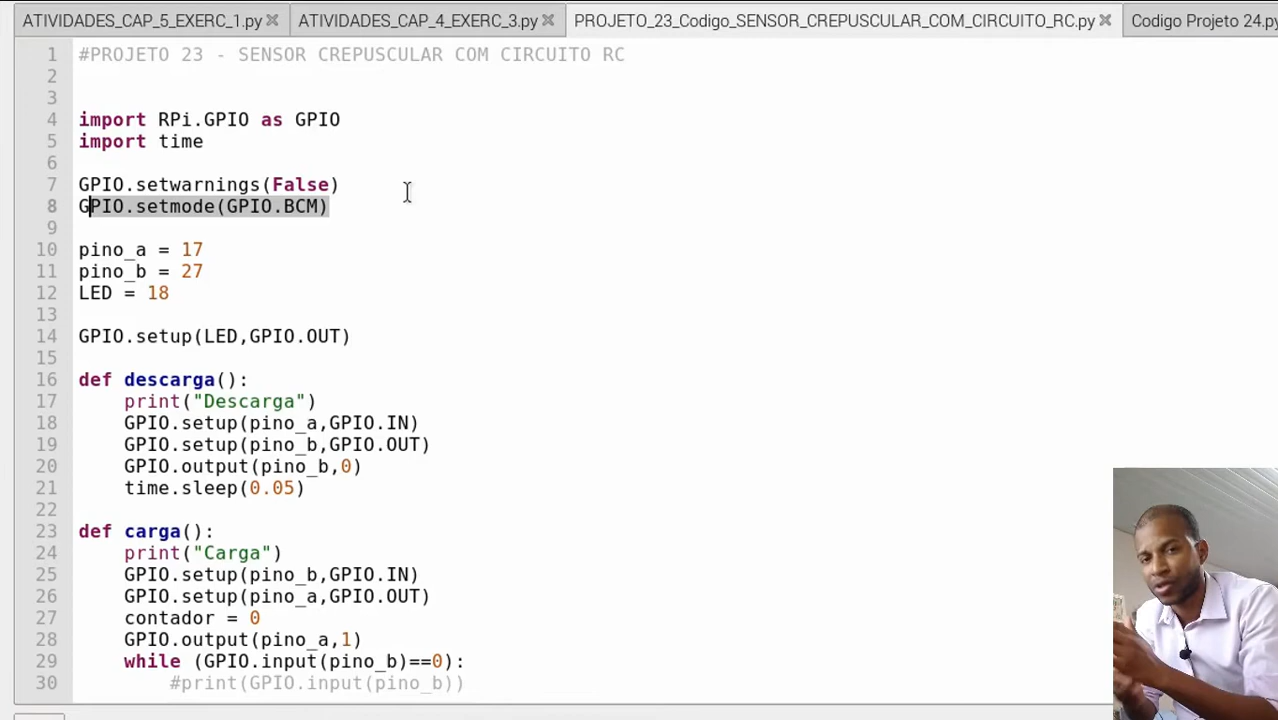 ATIVIDADES_CAP_5_EXERC_1.py
ATIVIDADES_CAP_4_EXERC_3.py
PROJETO_23_Codigo_SENSOR_CREPUSCULAR_COM_CIRCUITO_RC.py
Codigo Projeto 24.py
1 #PROJETO 23 - SENSOR CREPUSCULAR COM CIRCUITO RC
2
3
4 import RPi.GPIO as GPIO
5 import time
6
7 GPIO.setwarnings(False)
8 GPIO.setmode(GPIO.BCM)
9
10 pino_a = 17
11 pino_b = 27
12 LED = 18
13
14 GPIO.setup(LED,GPIO.OUT)
15
16 def descarga():
17     print("Descarga")
18     GPIO.setup(pino_a,GPIO.IN)
19     GPIO.setup(pino_b,GPIO.OUT)
20     GPIO.output(pino_b,0)
21     time.sleep(0.05)
22
23 def carga():
24     print("Carga")
25     GPIO.setup(pino_b,GPIO.IN)
26     GPIO.setup(pino_a,GPIO.OUT)
27     contador = 0
28     GPIO.output(pino_a,1)
29     while (GPIO.input(pino_b)==0):
30         #print(GPIO.input(pino_b))